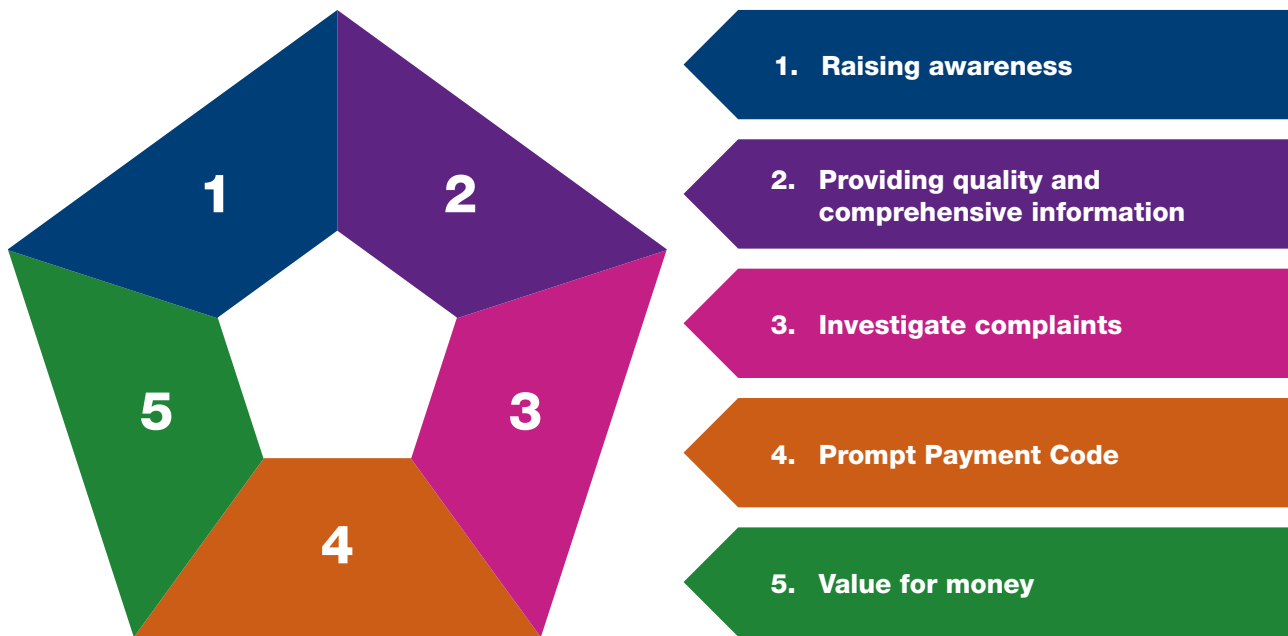 1
2
3
4
5
1. Raising awareness
2. Providing quality and
comprehensive information
3. Investigate complaints
4. Prompt Payment Code
5. Value for money